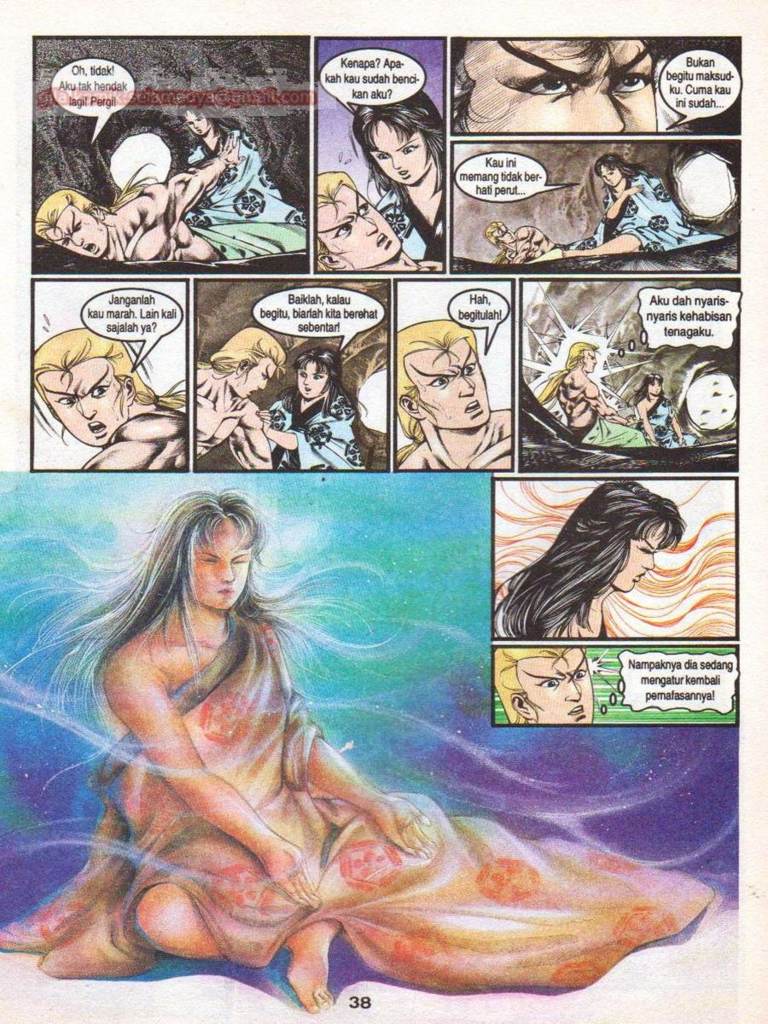 Oh, tidak!
Aku tak hendak
lagi! Pergi!
Kenapa? Apa-
kah kau sudah benci-
kan aku?
Bukan
begitu maksud-
ku. Cuma kau
ini sudah...
Kau ini
memang tidak ber-
hati perut...
Janganlah
kau marah. Lain kali
sajalah ya?
Baiklah, kalau
begitu, biarlah kita berehat
sebentar!
Hah,
begitulah!
Aku dah nyaris-
nyaris kehabisan
tenagaku.
Nampaknya dia sedang
mengatur kembali
pernafasannya!
38